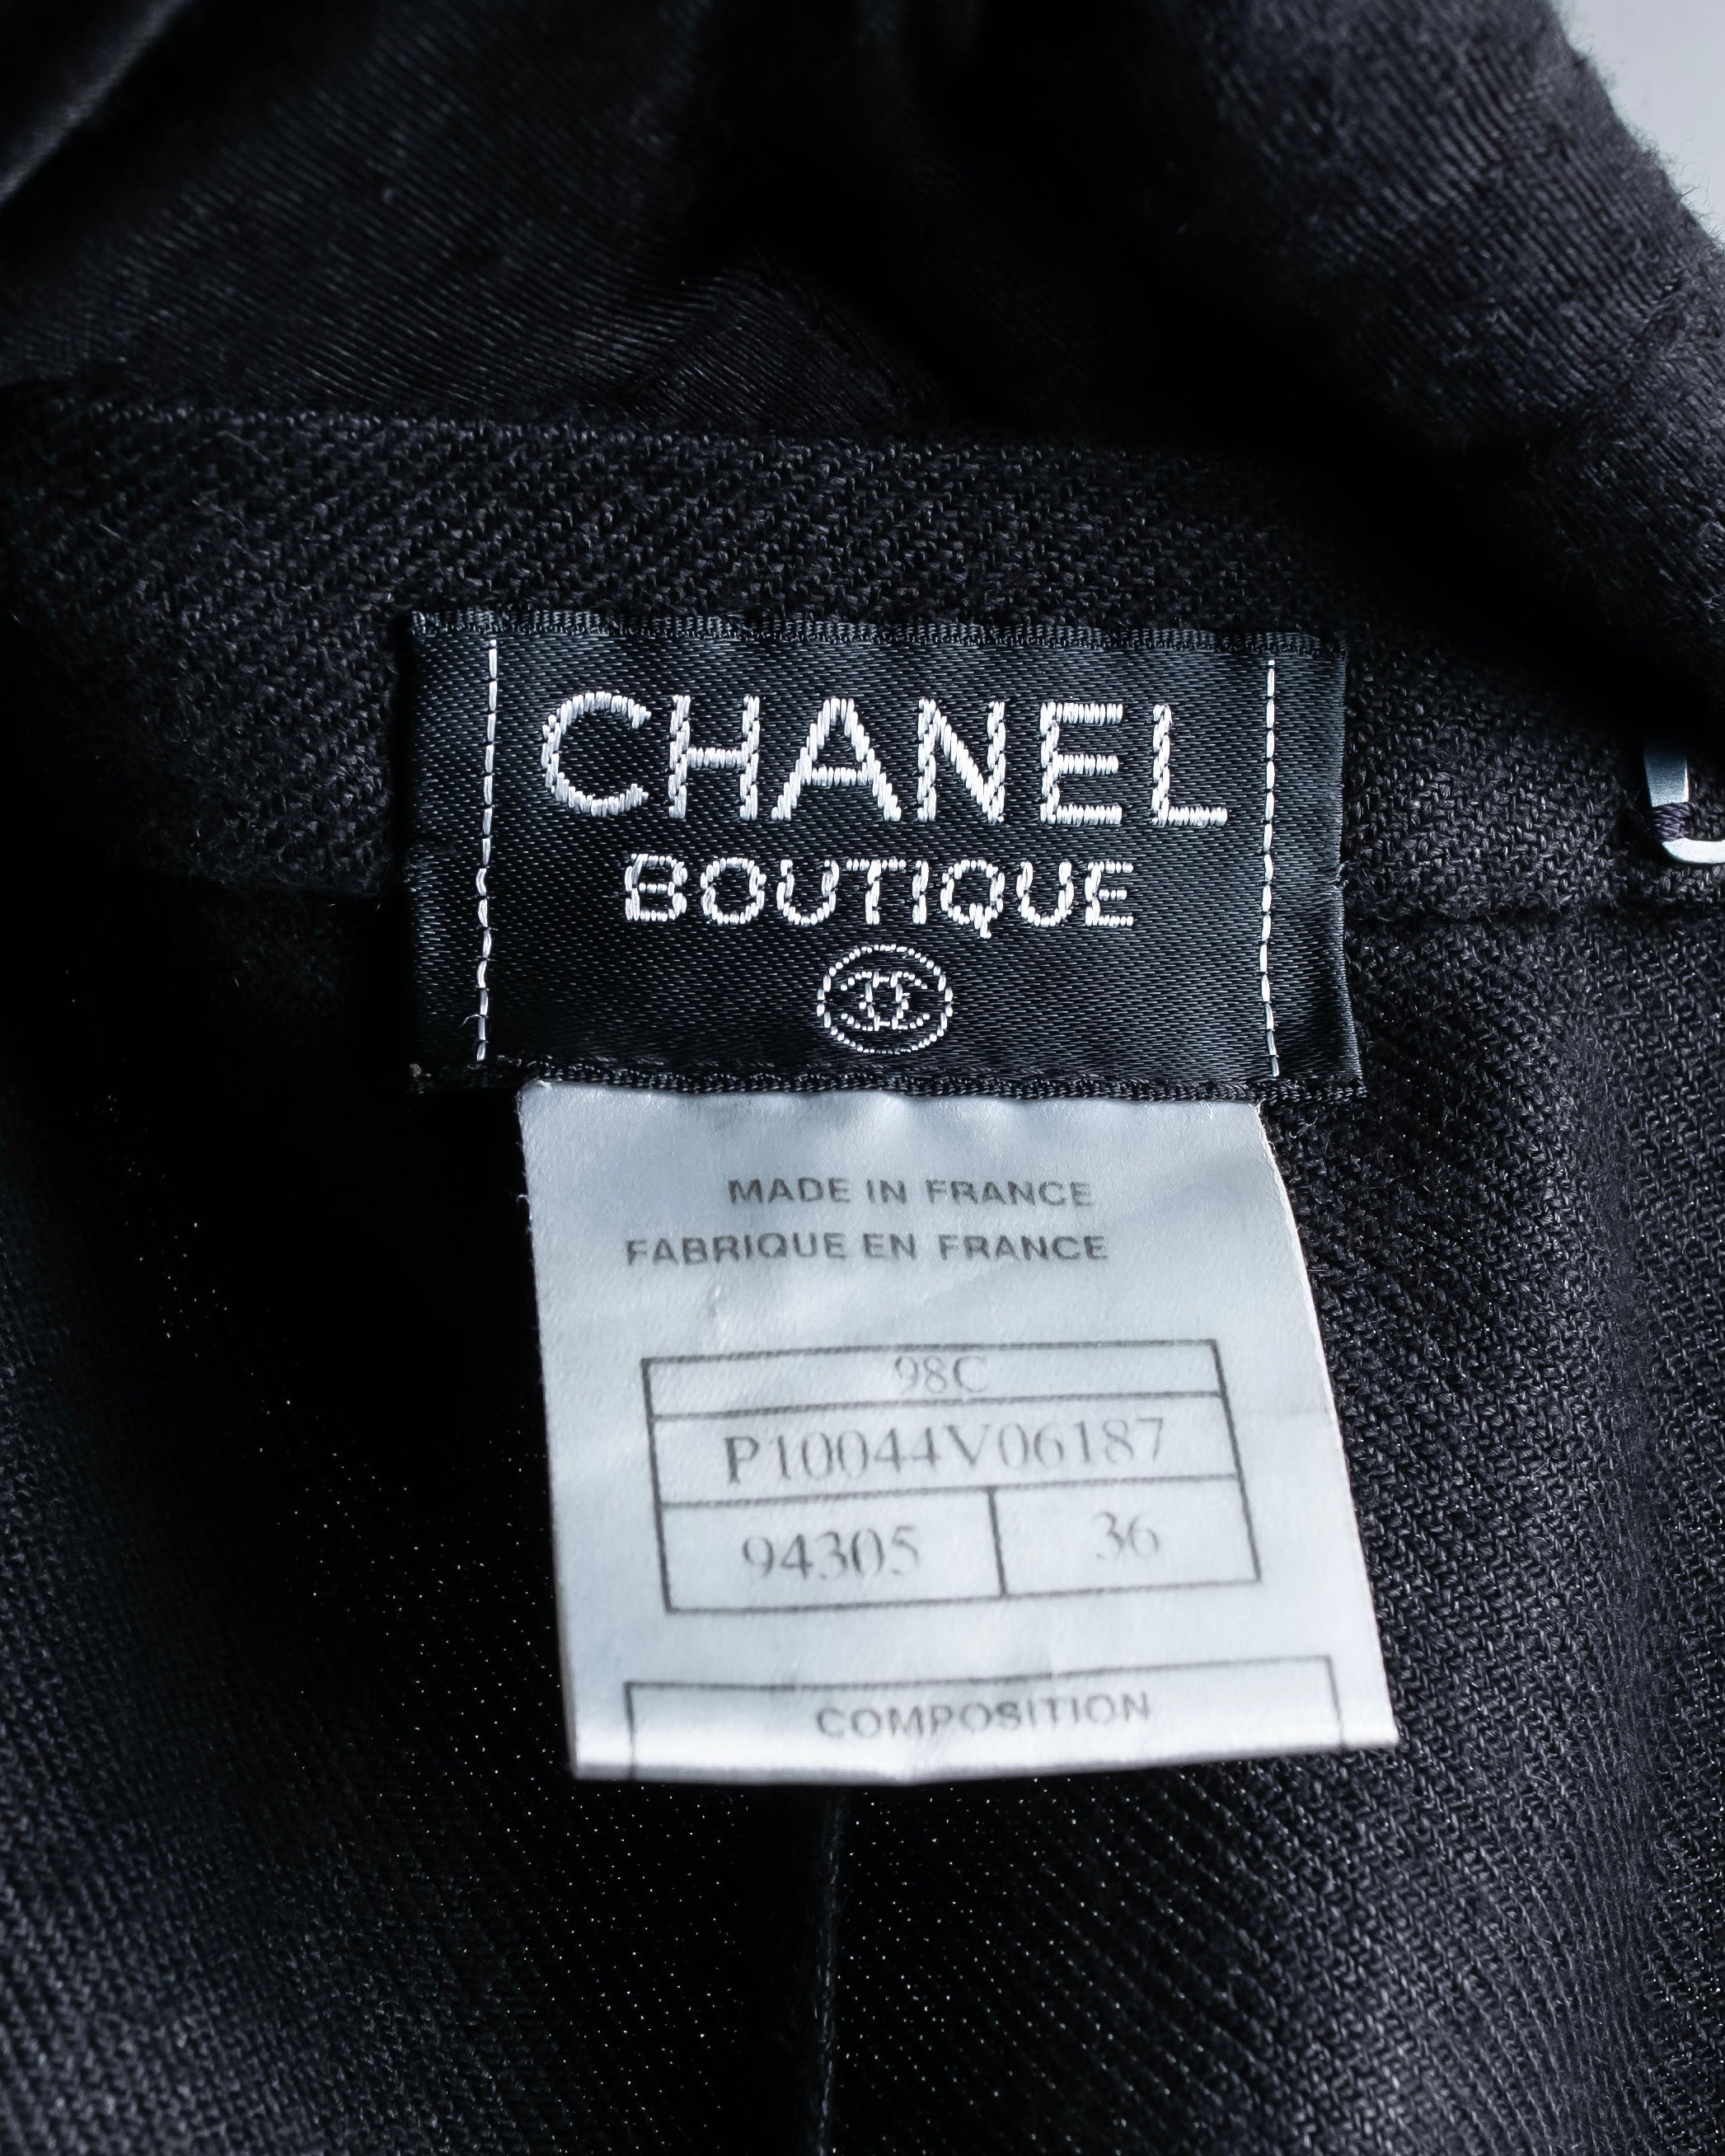 CHANEL
BOUTIQUE
MADE IN FRANCE
FABRIQUE EN FRANCE
98C
P10044V06187
94305 36
COMPOSITION